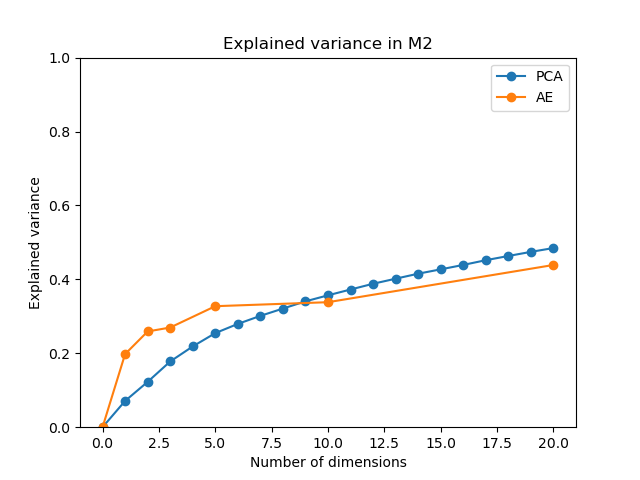 Explained variance in M2
PCA
AE
Explained variance
1.0
0.8
0.6
0.4
0.2
0.0
0.0 2.5 5.0 7.5 10.0 12.5 15.0 17.5 20.0
Number of dimensions